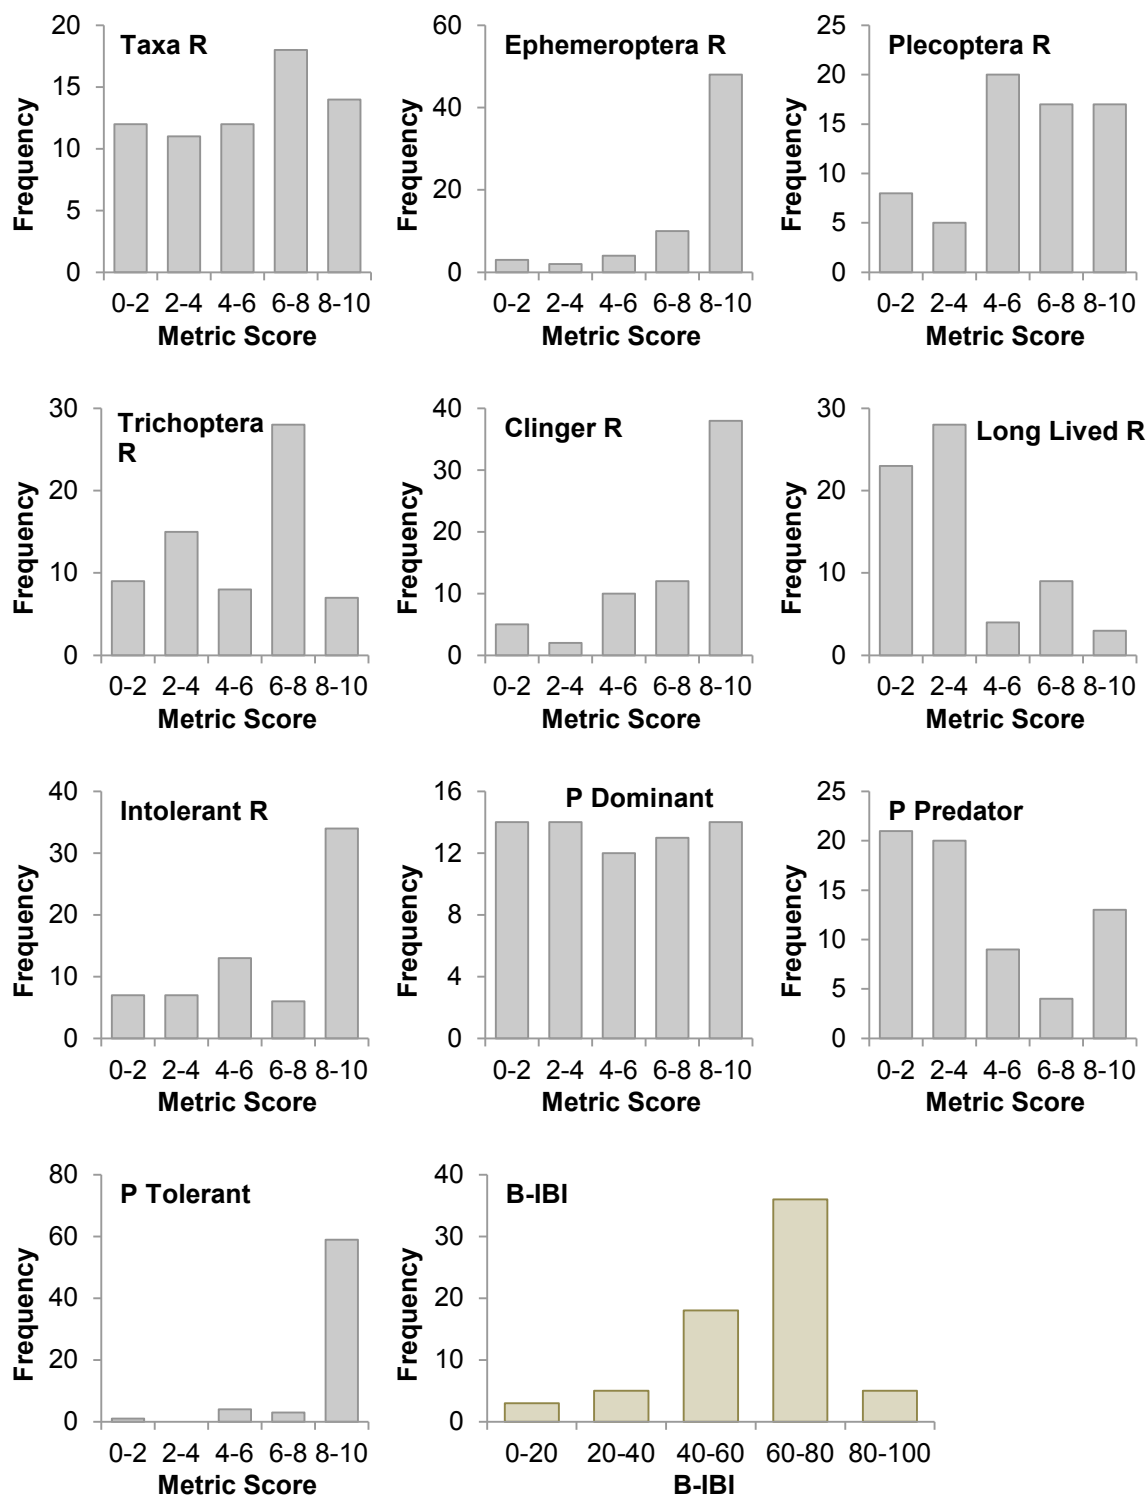 Taxa R
Frequency
20
15
10
5
0
0-2 2-4 4-6 6-8 8-10
Metric Score
Ephemeroptera R
Frequency
60
40
20
0
0-2 2-4 4-6 6-8 8-10
Metric Score
Plecoptera R
Frequency
25
20
15
10
5
0
0-2 2-4 4-6 6-8 8-10
Metric Score
Trichoptera
R
Frequency
30
20
10
0
0-2 2-4 4-6 6-8 8-10
Metric Score
Clinger R
Frequency
40
30
20
10
0
0-2 2-4 4-6 6-8 8-10
Metric Score
Long Lived R
Frequency
30
20
10
0
0-2 2-4 4-6 6-8 8-10
Metric Score
Intolerant R
Frequency
40
30
20
10
0
0-2 2-4 4-6 6-8 8-10
Metric Score
P Dominant
Frequency
16
12
8
4
0
0-2 2-4 4-6 6-8 8-10
Metric Score
P Predator
Frequency
25
20
15
10
5
0
0-2 2-4 4-6 6-8 8-10
Metric Score
P Tolerant
Frequency
80
60
40
20
0
0-2 2-4 4-6 6-8 8-10
Metric Score
B-IBI
Frequency
40
30
20
10
0
0-20 20-40 40-60 60-80 80-100
B-IBI